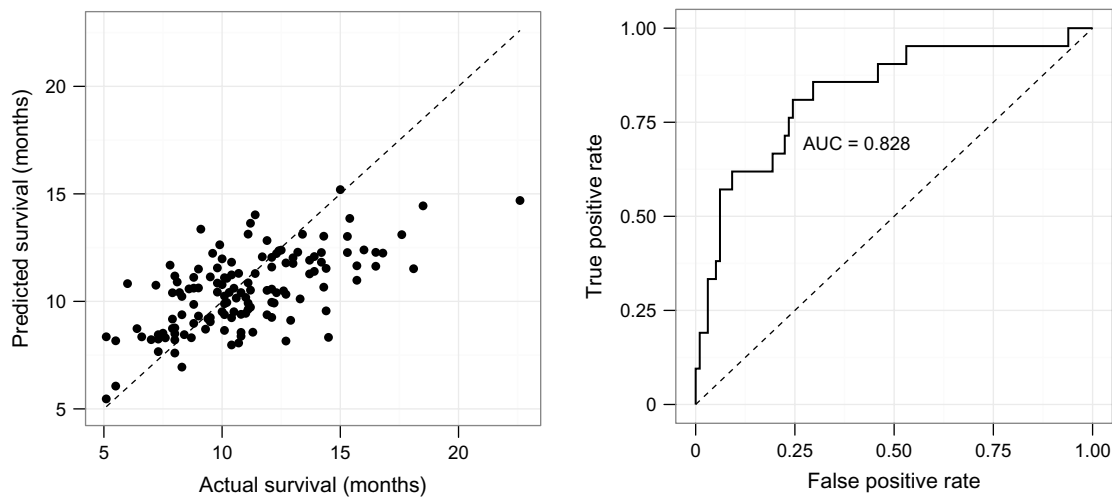 Predicted survival (months)
20
15
10
5
5 10 15 20
Actual survival (months)
True positive rate
1.00
0.75
0.50
0.25
0
AUC = 0.828
0 0.25 0.50 0.75 1.00
False positive rate